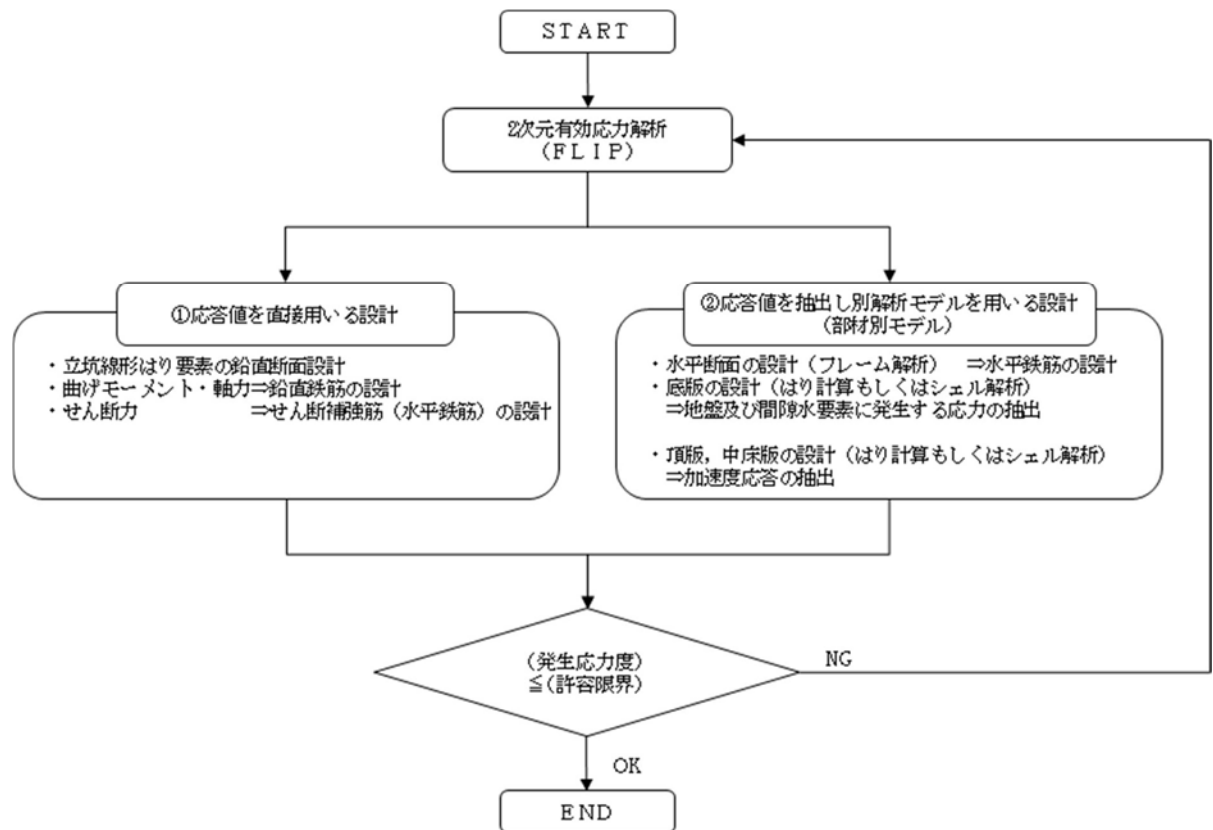 START
2次元有効応力解析
(FLIP)
①応答値を直接用いる設計
・立坑線形はり要素の鉛直断面設計
・曲げモーメント・軸力⇒鉛直鉄筋の設計
・せん断力　　　　　⇒せん断補強筋（水平鉄筋）の設計
②応答値を抽出し別解析モデルを用いる設計
（部材別モデル）
・水平断面の設計（フレーム解析）　⇒水平鉄筋の設計
・底版の設計（はり計算もしくはシェル解析）
⇒地盤及び間隙水要素に発生する応力の抽出
・頂版，中床版の設計（はり計算もしくはシェル解析）
⇒加速度応答の抽出
（発生応力度）
≦（許容限界）
NG
OK
END